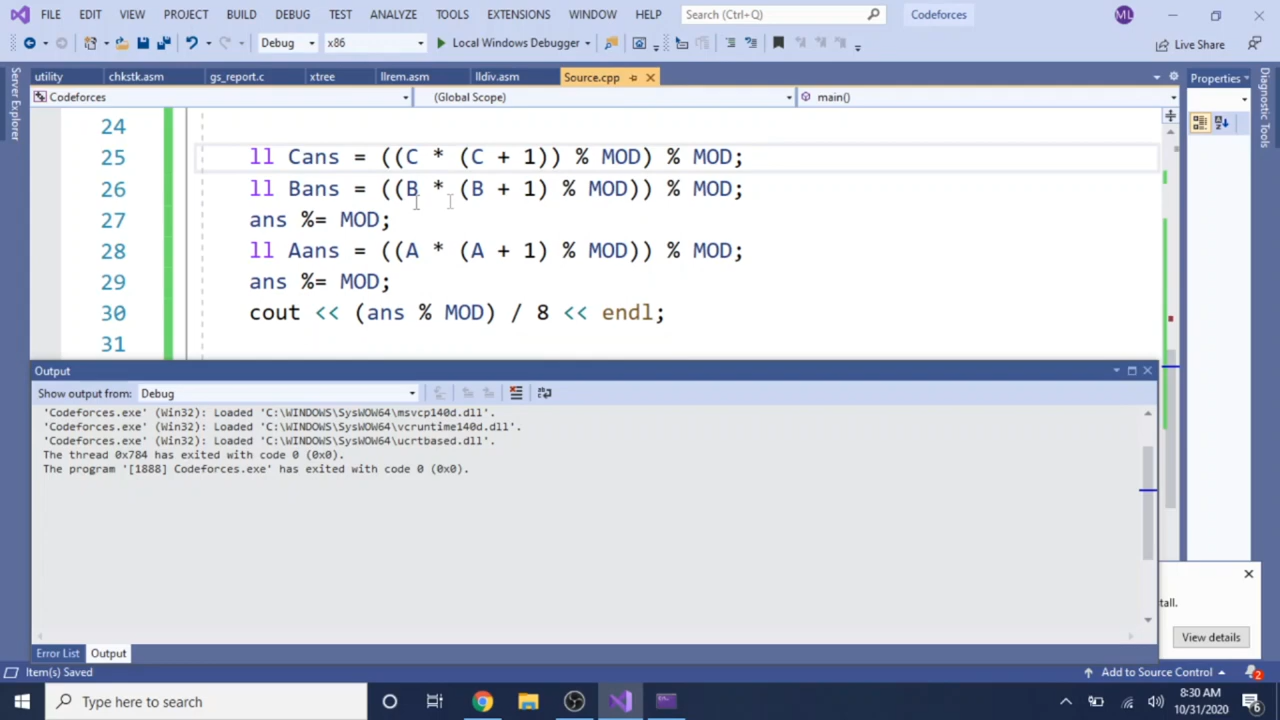 FILE EDIT VIEW PROJECT BUILD DEBUG TEST ANALYZE TOOLS EXTENSIONS WINDOW HELP Search (Ctrl+Q) Codeforces ML
Debug x86 Local Windows Debugger Live Share
utility chkstk.asm gs_report.c xtree llrem.asm lldiv.asm Source.cpp Properties
Codeforces (Global Scope) main()
Server Explorer
Diagnostic Tools
24
25 ll Cans = ((C * (C + 1)) % MOD) % MOD;
26 ll Bans = ((B * (B + 1) % MOD)) % MOD;
27 ans %= MOD;
28 ll Aans = ((A * (A + 1) % MOD)) % MOD;
29 ans %= MOD;
30 cout << (ans % MOD) / 8 << endl;
31
Output
Show output from: Debug
'Codeforces.exe' (Win32): Loaded 'C:\WINDOWS\SysWOW64\msvcp140d.dll'.
'Codeforces.exe' (Win32): Loaded 'C:\WINDOWS\SysWOW64\vcruntime140d.dll'.
'Codeforces.exe' (Win32): Loaded 'C:\WINDOWS\SysWOW64\ucrtbased.dll'.
The thread 0x784 has exited with code 0 (0x0).
The program '[1888] Codeforces.exe' has exited with code 0 (0x0).
tall.
View details
Error List Output
Item(s) Saved Add to Source Control 2
Type here to search
8:30 AM
10/31/2020 6